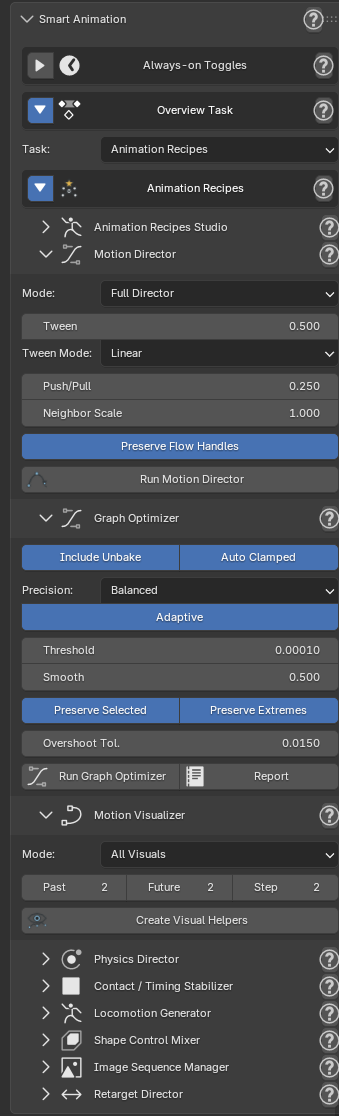 Smart Animation
Always-on Toggles
Overview Task
Task: Animation Recipes
Animation Recipes
Animation Recipes Studio
Motion Director
Mode: Full Director
Tween 0.500
Tween Mode: Linear
Push/Pull 0.250
Neighbor Scale 1.000
Preserve Flow Handles
Run Motion Director
Graph Optimizer
Include Unbake Auto Clamped
Precision: Balanced
Adaptive
Threshold 0.00010
Smooth 0.500
Preserve Selected Preserve Extremes
Overshoot Tol. 0.0150
Run Graph Optimizer Report
Motion Visualizer
Mode: All Visuals
Past 2 Future 2 Step 2
Create Visual Helpers
Physics Director
Contact / Timing Stabilizer
Locomotion Generator
Shape Control Mixer
Image Sequence Manager
Retarget Director